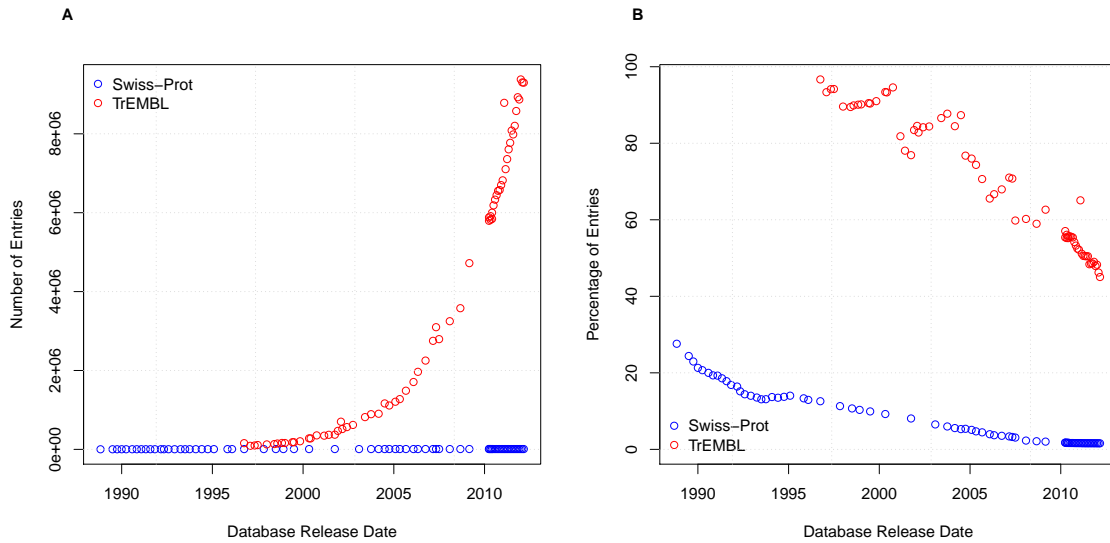 A
Swiss−Prot
TrEMBL
Number of Entries
0e+00
2e+06
4e+06
6e+06
8e+06
1990
1995
2000
2005
2010
Database Release Date
B
Percentage of Entries
0
20
40
60
80
100
Swiss−Prot
TrEMBL
1990
1995
2000
2005
2010
Database Release Date